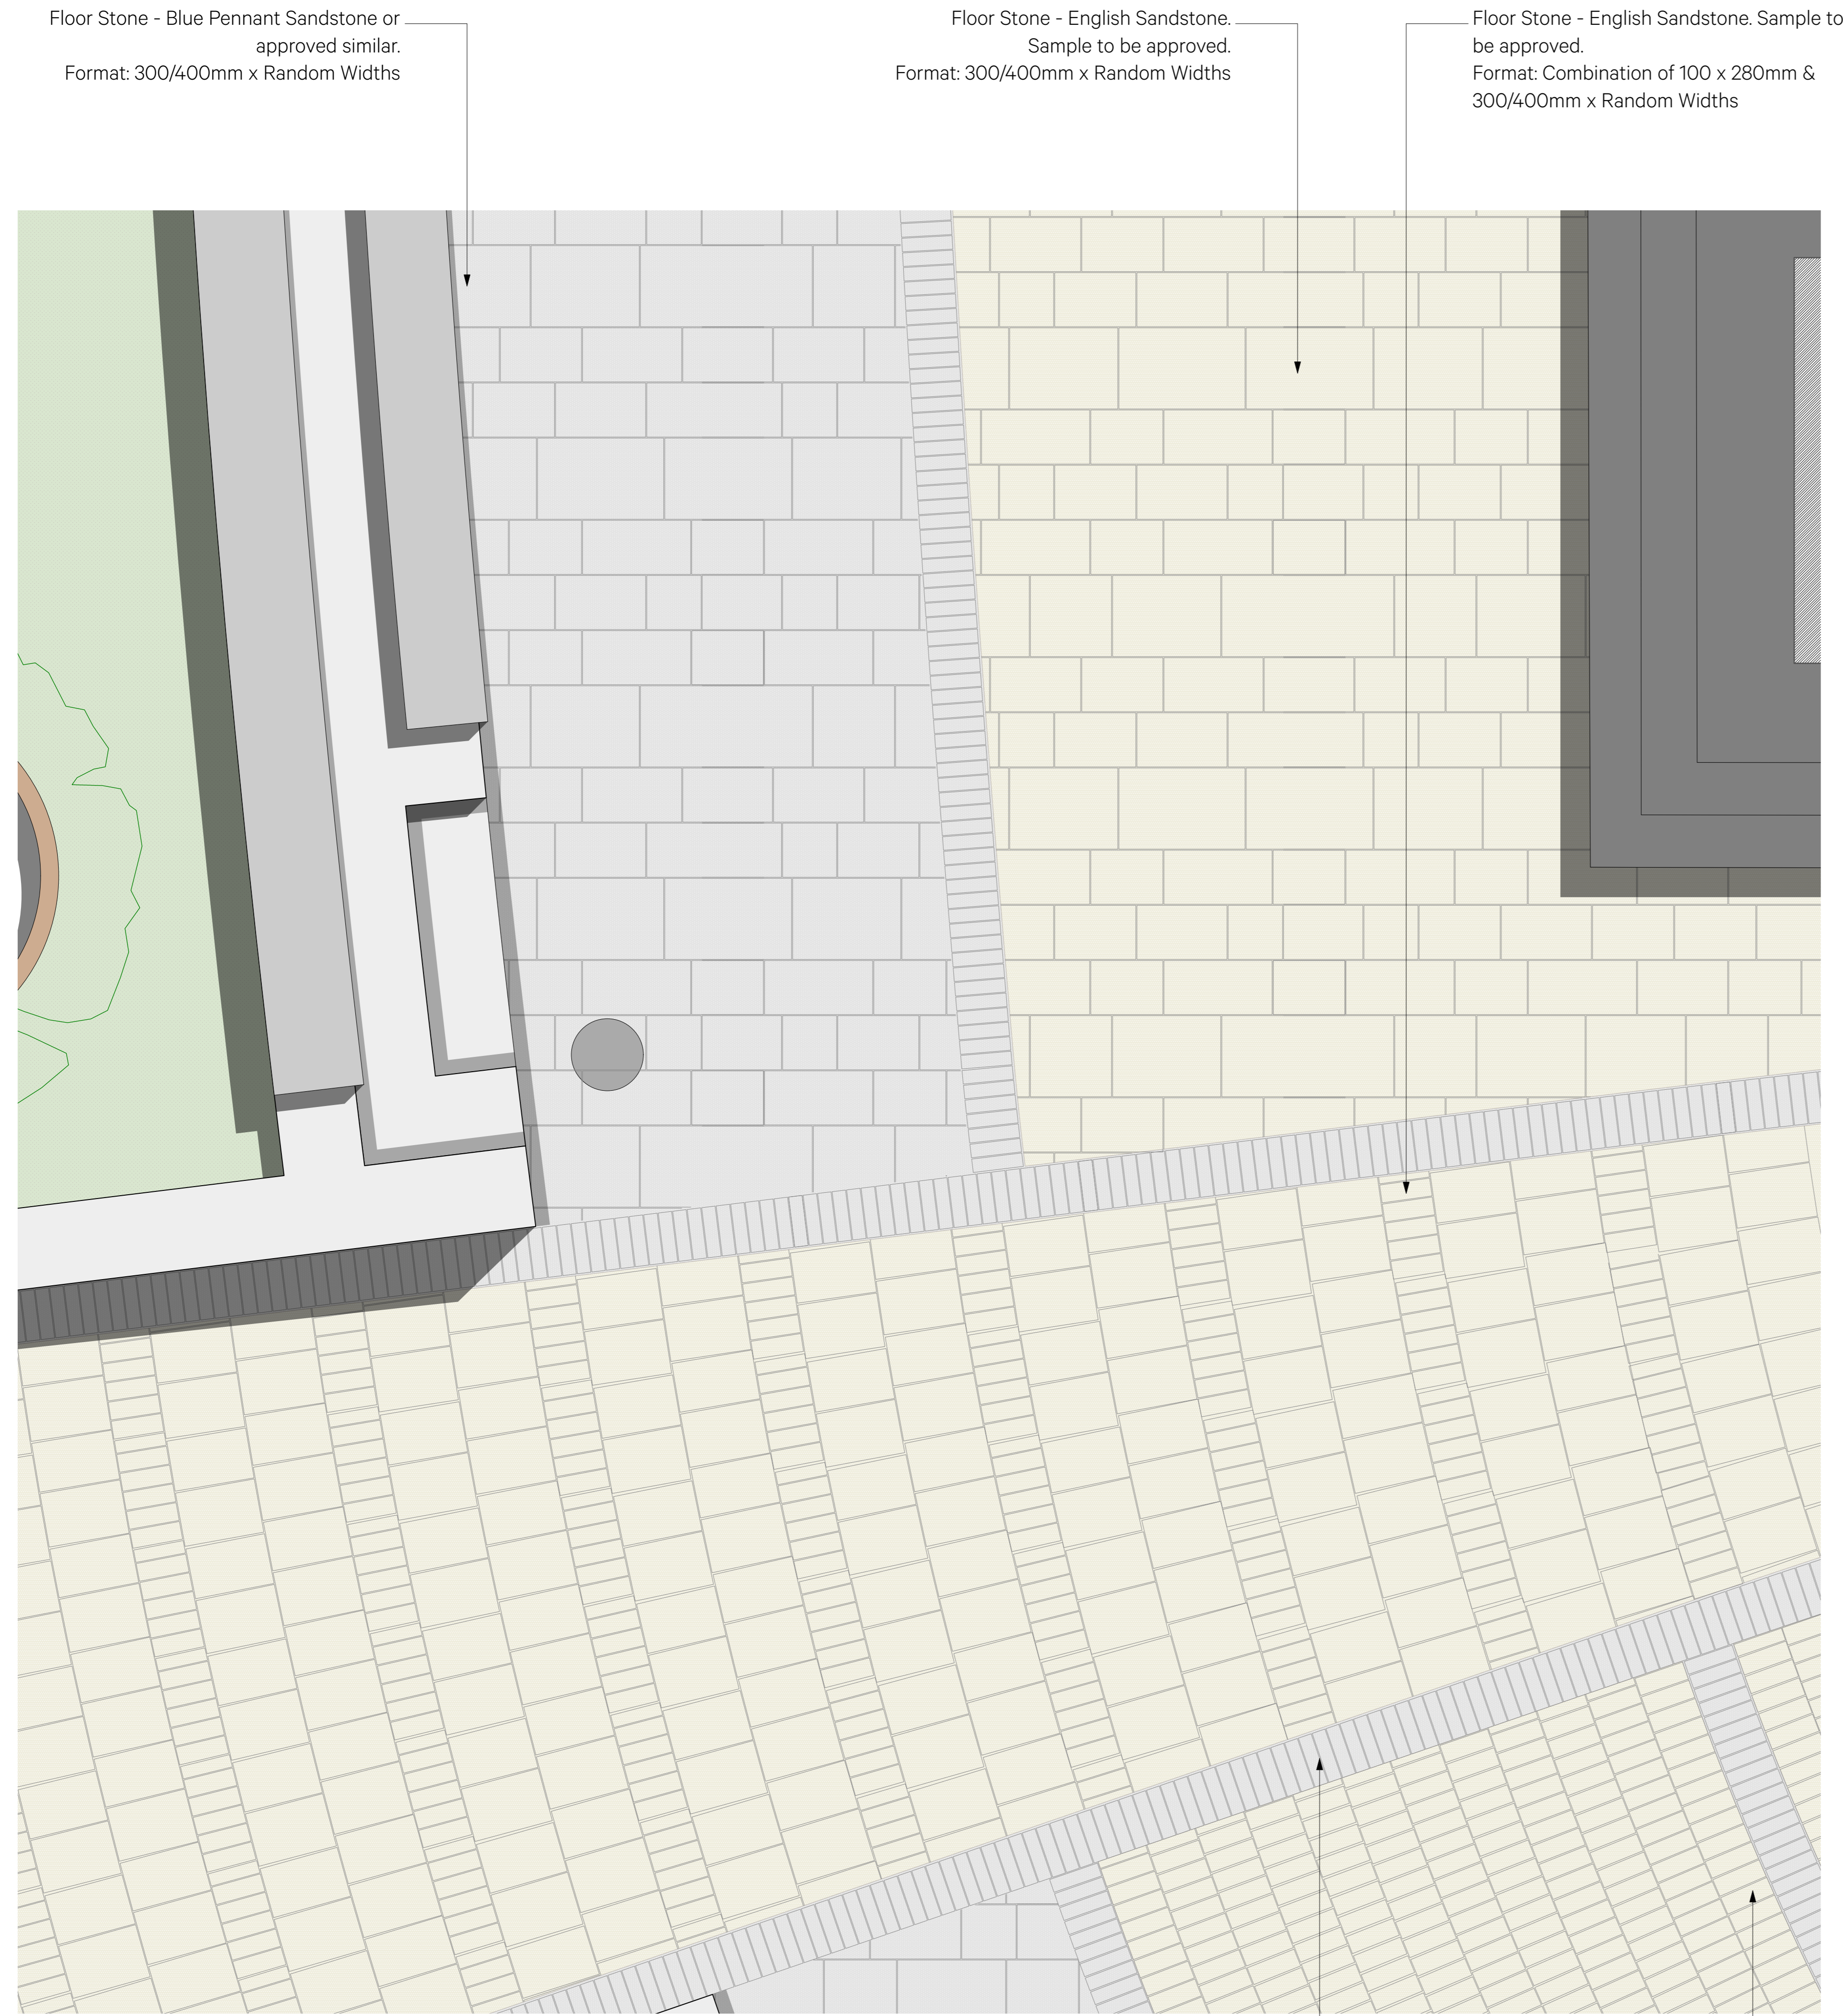 Floor Stone - Blue Pennant Sandstone or
approved similar.
Format: 300/400mm x Random Widths
Floor Stone - English Sandstone.
Sample to be approved.
Format: 300/400mm x Random Widths
Floor Stone - English Sandstone. Sample to
be approved.
Format: Combination of 100 x 280mm &
300/400mm x Random Widths